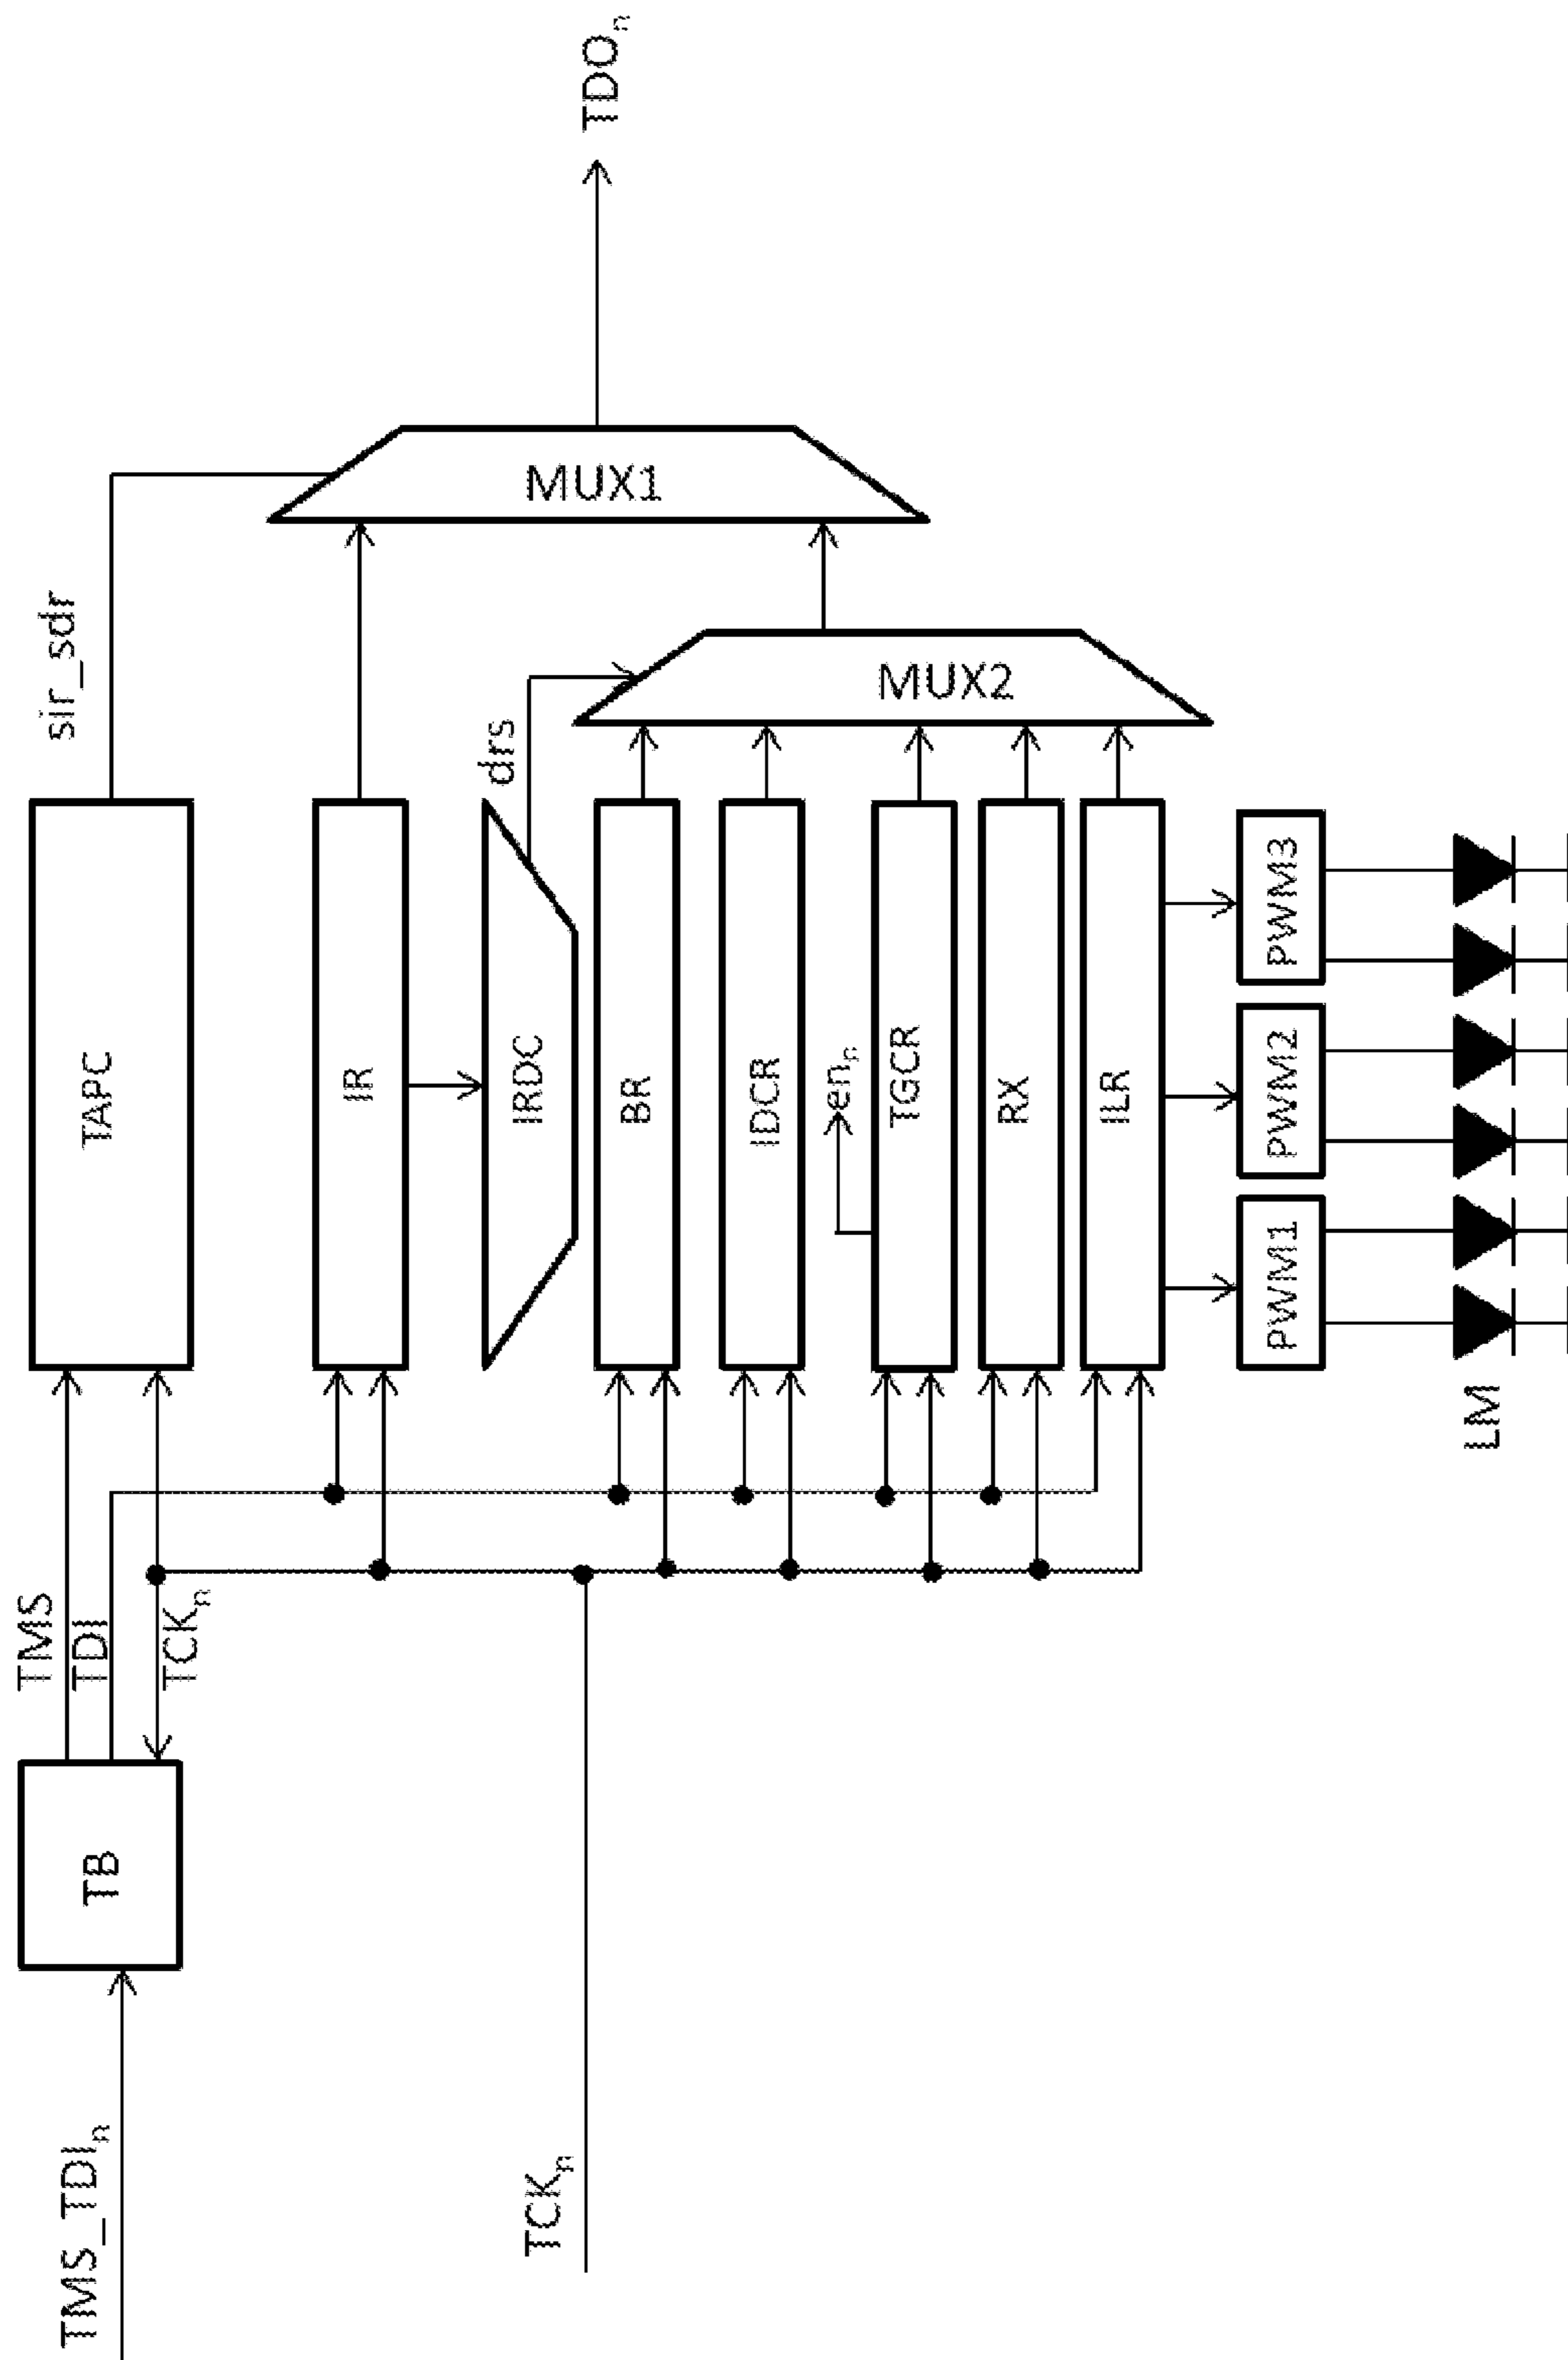 TMS_TDIn
TCKn
TB
TMS
TDI
TCKn
TAPC
sir_sdr
IR
IRDC
drs
BR
IDCR
enn
TGCR
RX
ILR
MUX1
MUX2
TDOn
PWM1
PWM2
PWM3
LM